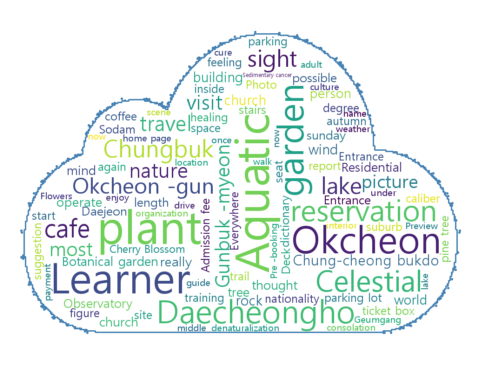 parking
cure
sight
feeling
adult
Sedimentary cancer
building
Photo
possible
culture
inside
person
coffee
visit
church
degree
name
scene
healing
stairs
autumn
Sodam
travel
space
now
sunday
weather
now
home page
once
garden
wind
Entrance
Chungbuk
Aquatic
walk
seat
report
location
mind
again
nature
Gunbuk -myeon
Residential
Okcheon -gun
lake
picture
under
Flowers
operate
enjoy
drive
Everywhere
Entrance
caliber
start
Daejeon
length
Admission fee
reservation
plant
organization
interior
suburb
Preview
cafe
Okcheon
pine tree
suggestion
most
Cherry Blossom
Pre -booking
Deckdictionary
Botanical garden
really
Chung-cheong bukdo
Learner
trail
thought
Celestial
lake
payment
guide
tree
Observatory
training
rock
nationality
parking lot
world
figure
site
Daecheongho
ticket box
church
Geumgang
middle
denaturalization
consolation